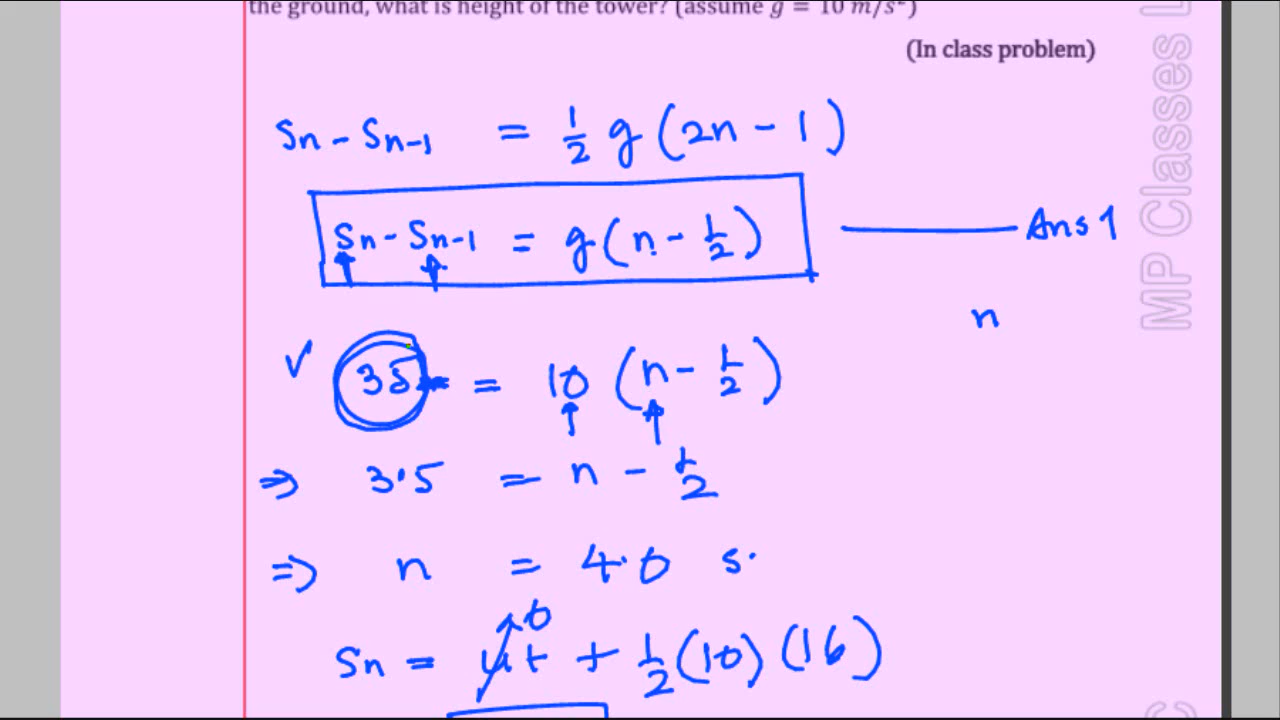 the ground, what is height of the tower? (assume g = 10 m/s²)
(In class problem)
Sn - Sn-1 = 1/2 g (2n - 1)
Sn - Sn-1 = g (n - 1/2) Ans 1
n
35 = 10 (n - 1/2)
⇒ 3.5 = n - 1/2
⇒ n = 4.0 s.
0
Sn = ut + 1/2 (10) (16)
MP Classes L
C